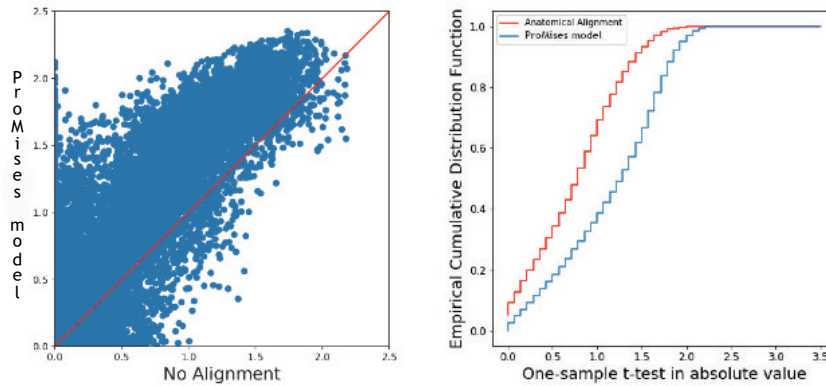 ProMises model
2.5
2.0
1.5
1.0
0.5
0.0
0.0 0.5 1.0 1.5 2.0 2.5
No Alignment
Empirical Cumulative Distribution Function
1.0
0.8
0.6
0.4
0.2
0.0
Anatomical Alignment
ProMises model
0.0 0.5 1.0 1.5 2.0 2.5 3.0 3.5
One-sample t-test in absolute value